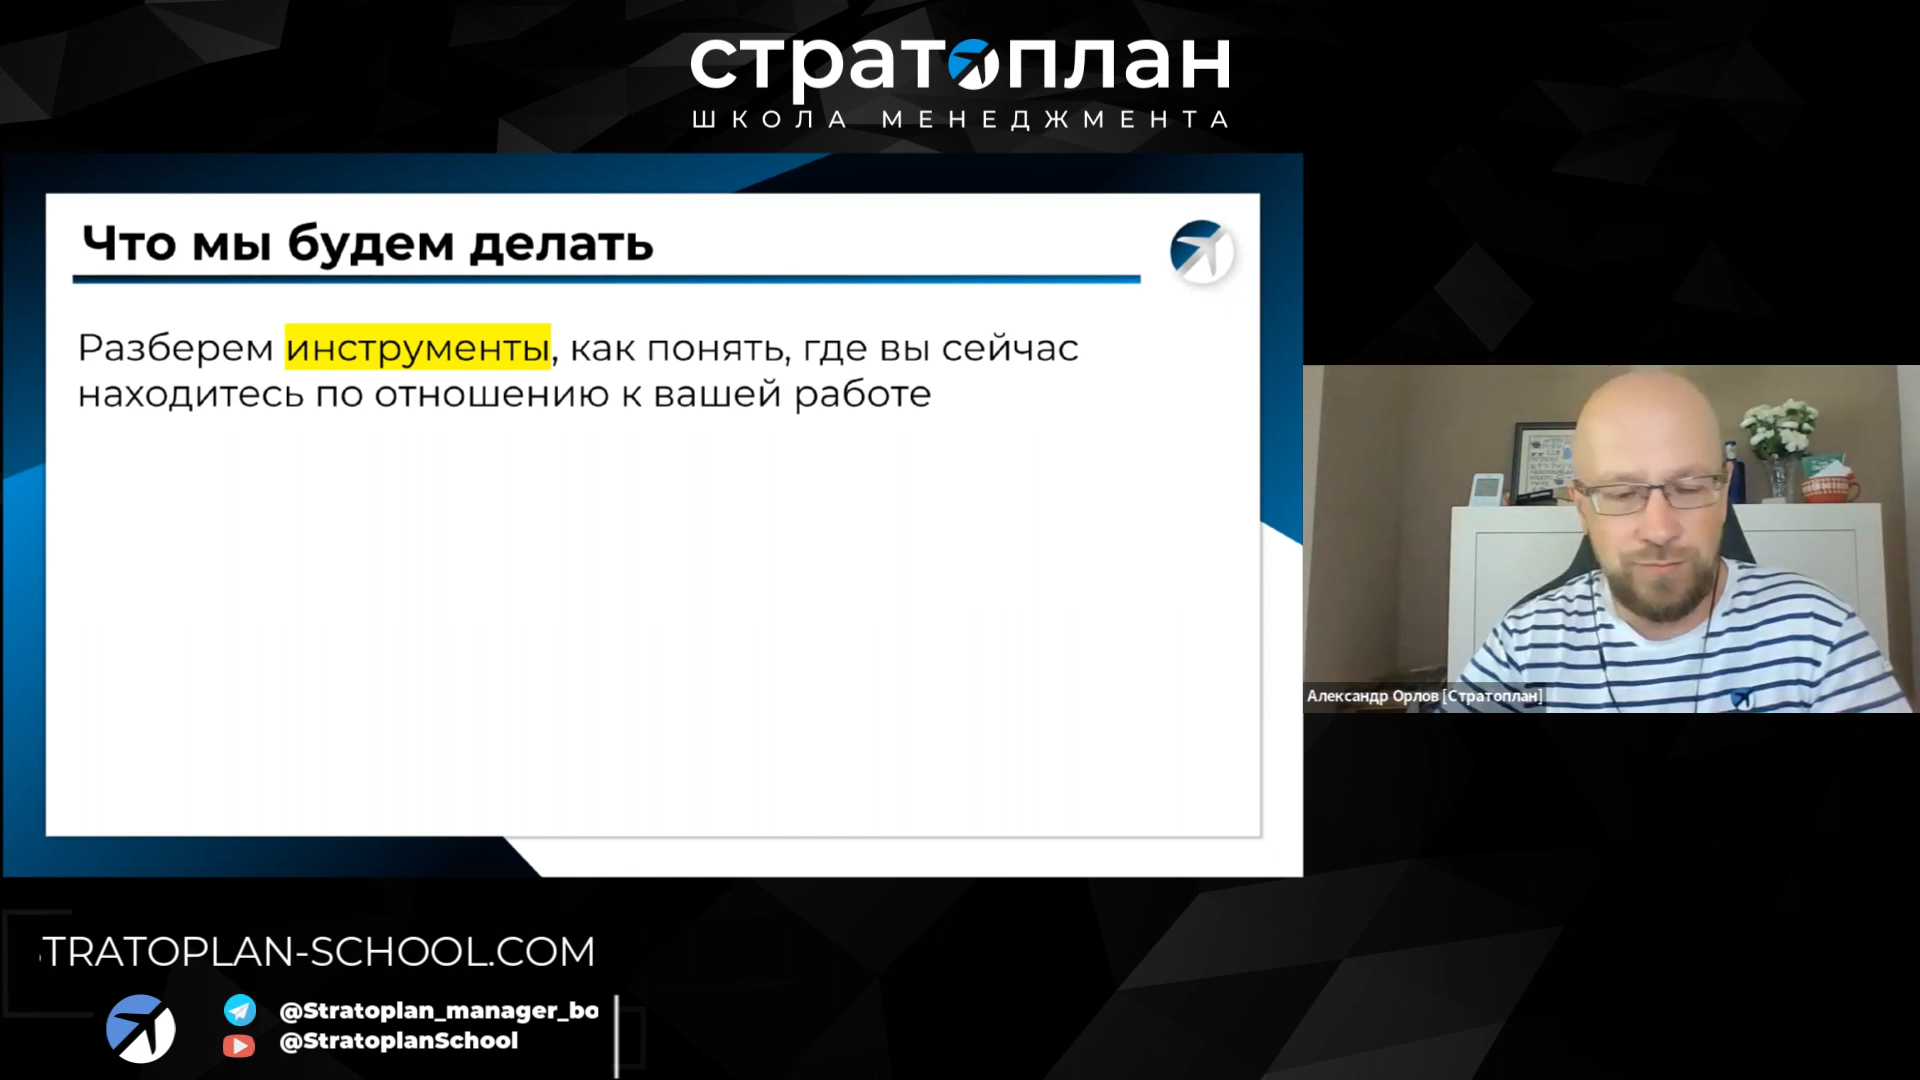 стратоплан
ШКОЛА МЕНЕДЖМЕНТА
Что мы будем делать
Разберем инструменты, как понять, где вы сейчас
находитесь по отношению к вашей работе
Александр Орлов [Стратоплан]
TRATOPLAN-SCHOOL.COM
@Stratoplan_manager_bo
@StratoplanSchool